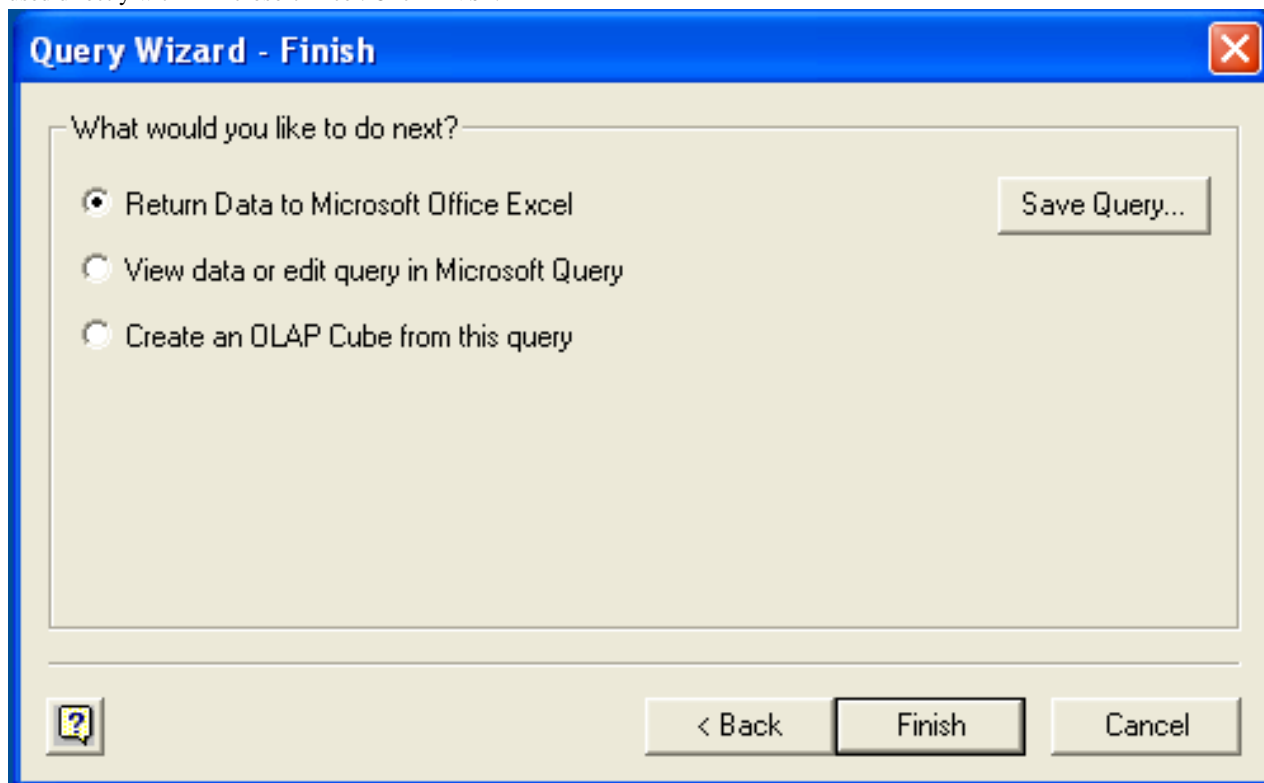 Query Wizard - Finish
What would you like to do next?
Return Data to Microsoft Office Excel
Save Query...
View data or edit query in Microsoft Query
Create an OLAP Cube from this query
?
< Back
Finish
Cancel